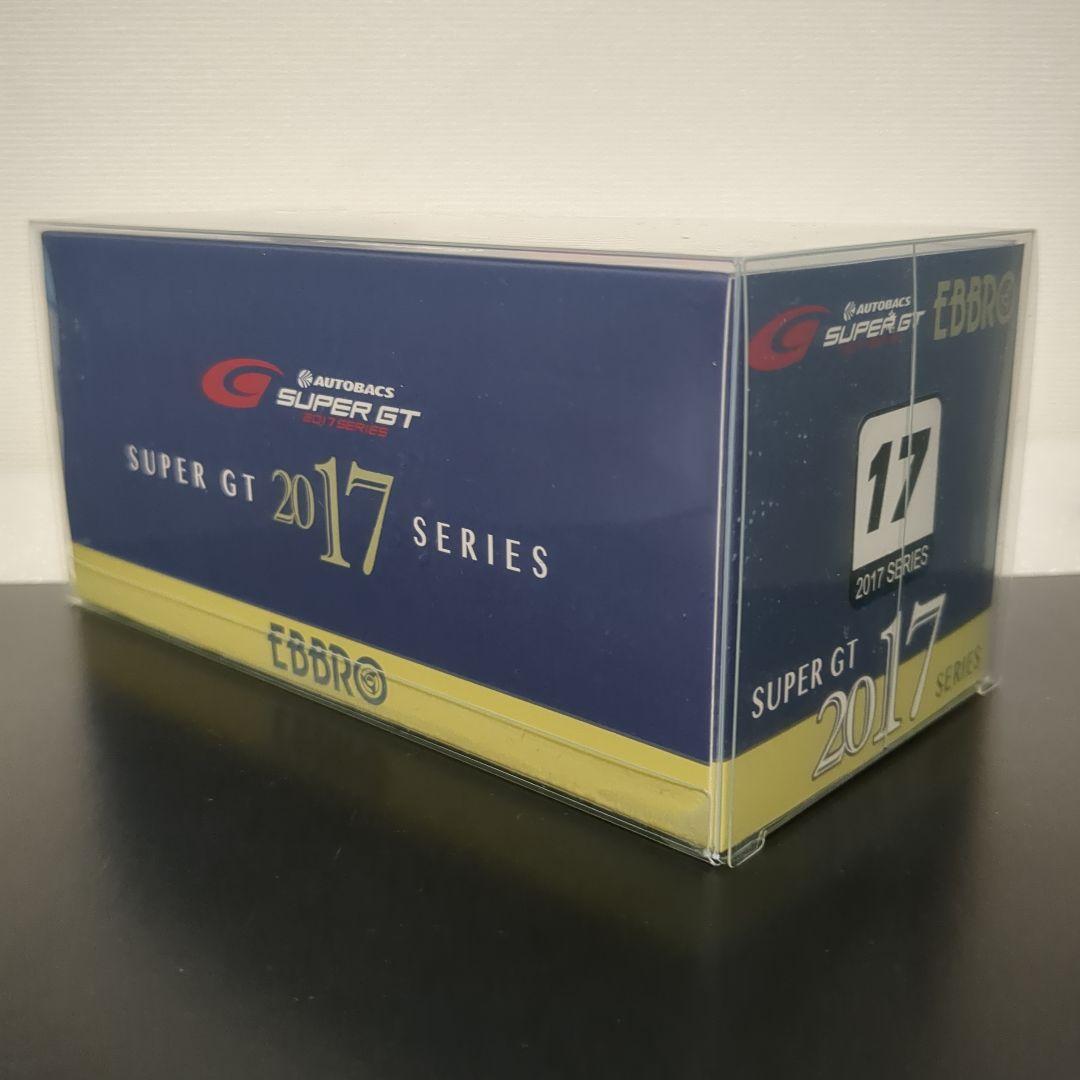 AUTOBACS
SUPER GT
2017 SERIES
SUPER GT 2017 SERIES
EBBRO
AUTOBACS
SUPER GT
EBBRO
17
2017 SERIES
SUPER GT 2017 SERIES